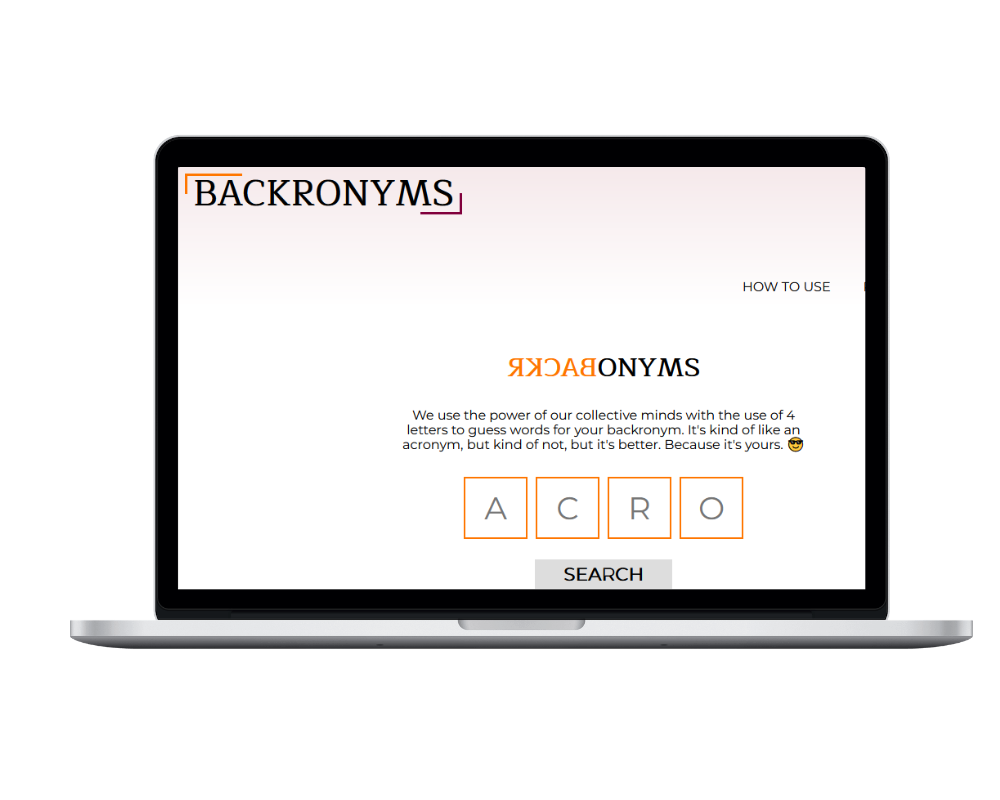 BACKRONYMS
HOW TO USE
BACKRONYMS
We use the power of our collective minds with the use of 4
letters to guess words for your backronym. It's kind of like an
acronym, but kind of not, but it's better. Because it's yours. 😎
A C R O
SEARCH